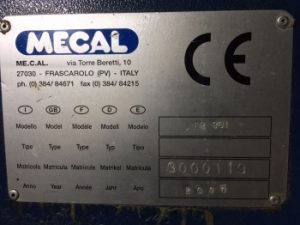 MECAL
ME.C.AL. via Torre Beretti, 10
27030 - FRASCAROLO (PV) - ITALY
ph. (0) 384/ 84671 fax (0) 384/ 84215
CE
I GB F D E
Modello Model Modèle Modell Modelo
Tipo Type Type Typ Tipo
Matricola Matricula Matricule Matrikel Matricula
Anno Year Année Jahr Año